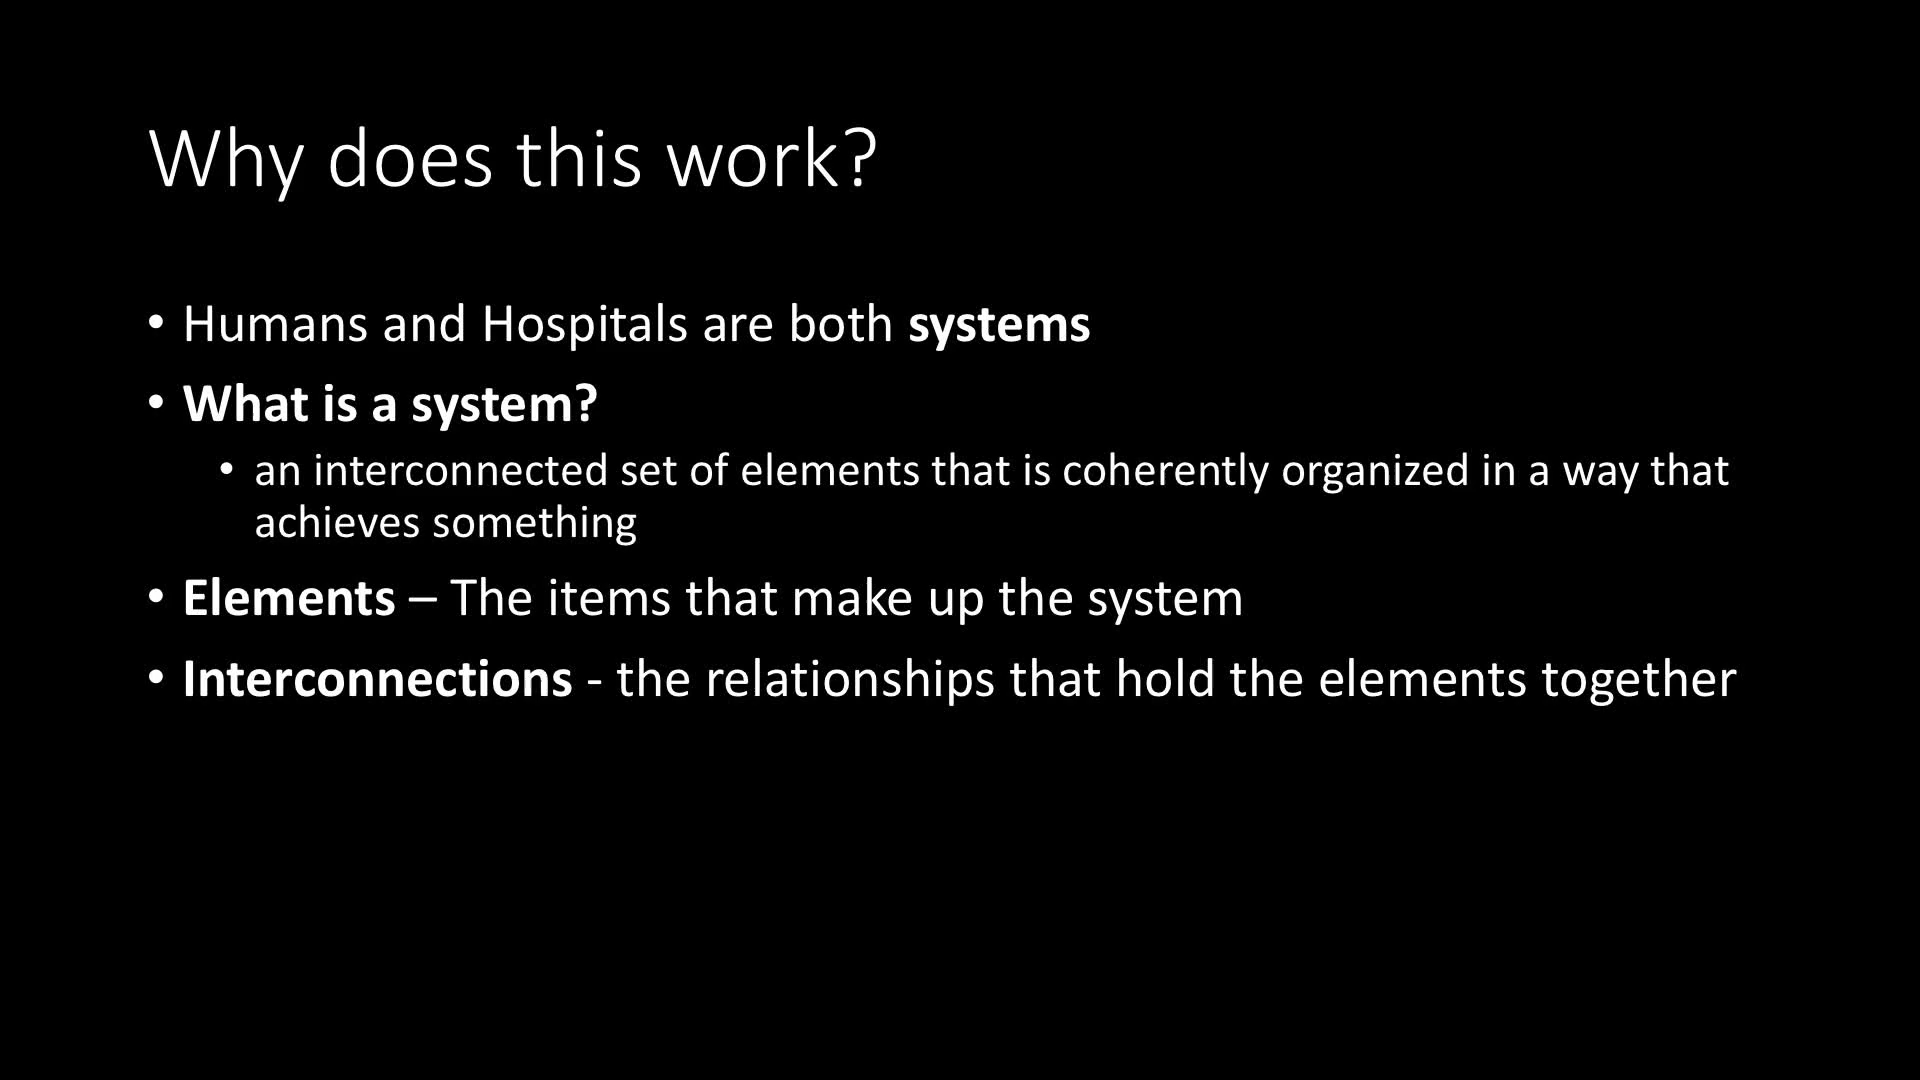 Why does this work?
• Humans and Hospitals are both systems
• What is a system?
• an interconnected set of elements that is coherently organized in a way that
achieves something
• Elements – The items that make up the system
• Interconnections - the relationships that hold the elements together